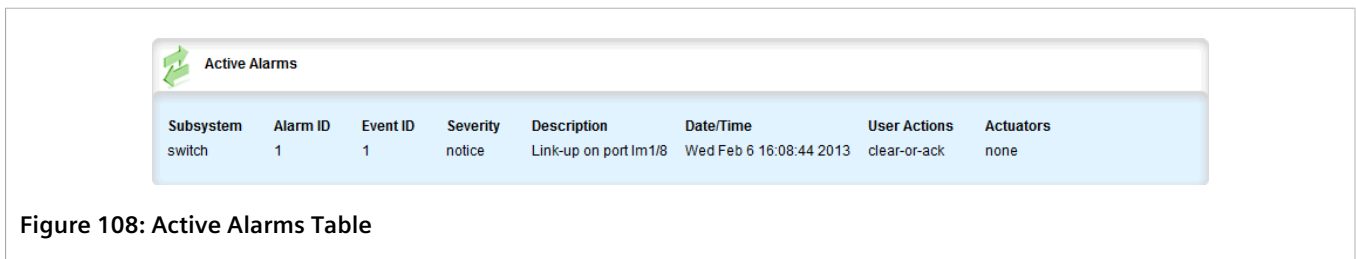 Active Alarms
Subsystem Alarm ID Event ID Severity Description Date/Time User Actions Actuators
switch 1 1 notice Link-up on port lm1/8 Wed Feb 6 16:08:44 2013 clear-or-ack none
Figure 108: Active Alarms Table